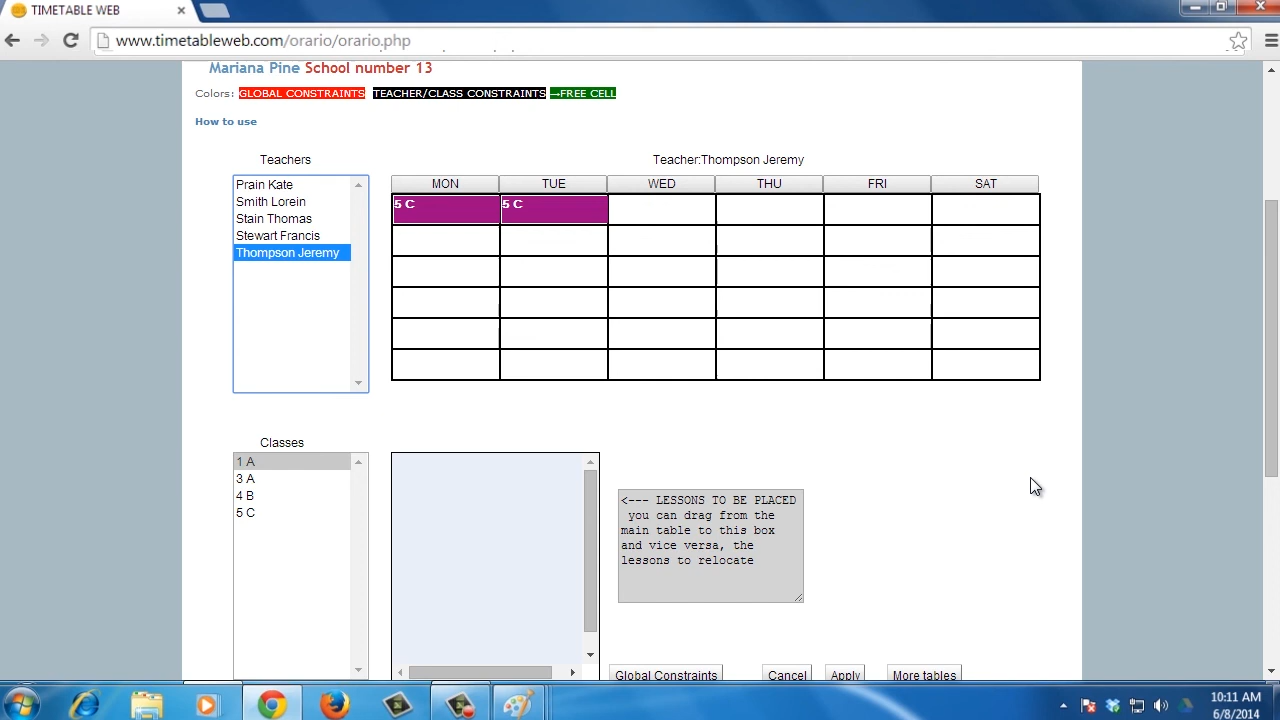 TIMETABLE WEB
www.timetableweb.com/orario/orario.php
Mariana Pine School number 13
Colors: GLOBAL CONSTRAINTS TEACHER/CLASS CONSTRAINTS →FREE CELL
How to use
Teachers
Teacher:Thompson Jeremy
Prain Kate
Smith Lorein
Stain Thomas
Stewart Francis
Thompson Jeremy
MON TUE WED THU FRI SAT
5 C 5 C
Classes
1 A
3 A
4 B
5 C
<--- LESSONS TO BE PLACED
you can drag from the
main table to this box
and vice versa, the
lessons to relocate
Global Constraints Cancel Apply More tables
10:11 AM
6/8/2014